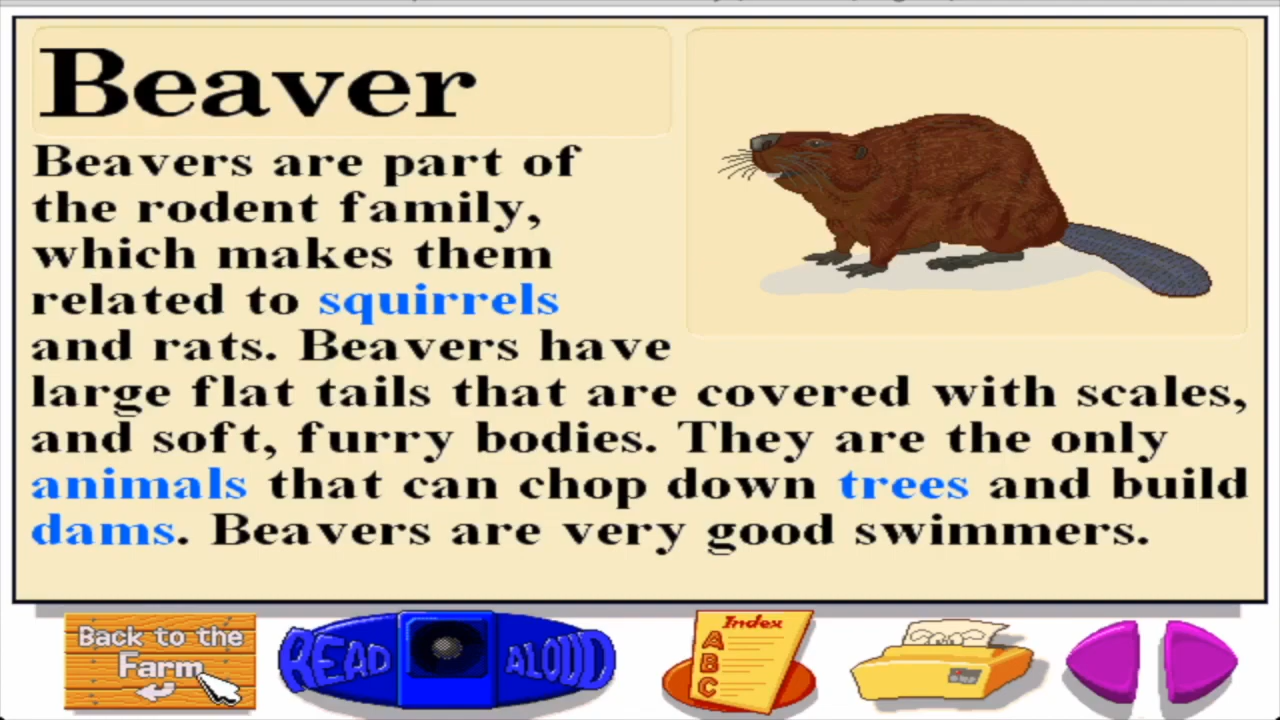 Beaver
Beavers are part of
the rodent family,
which makes them
related to squirrels
and rats. Beavers have
large flat tails that are covered with scales,
and soft, furry bodies. They are the only
animals that can chop down trees and build
dams. Beavers are very good swimmers.
Back to the
Farm
READ ALOUD
Index
A
B
C